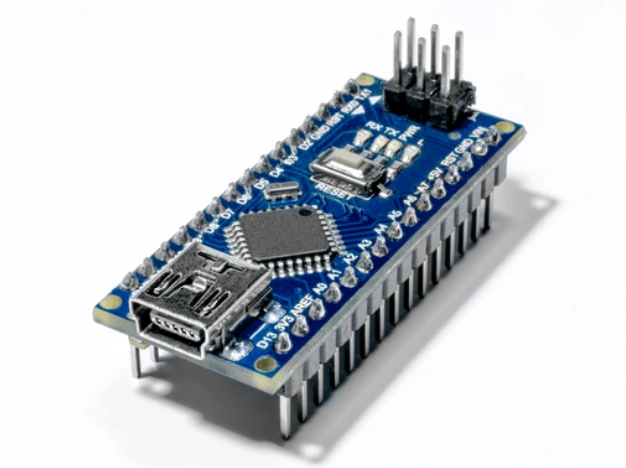 TX1
RXD
RST
GND
D2
D3
D4
D5
D6
D7
D8
RX TX PWR
RESET
VIN
GND
RST
+5V
A7
A6
A5
A4
A3
A2
A1
A0
AREF
3V3
D13